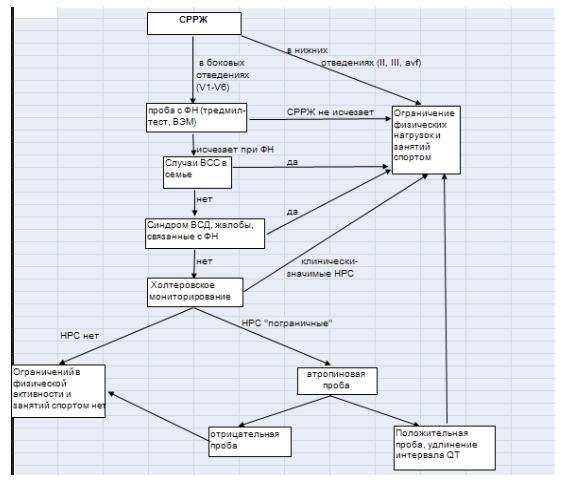 СРРЖ
в боковых
отведениях
(V1-V6)
в нижних
отведениях (II, III, avf)
проба с ФН (тредмил-
тест, ВЭМ)
СРРЖ не исчезает
Ограничение
физических
нагрузок и
занятий
спортом
исчезает при ФН
Случаи ВСС в
семье
да
нет
Синдром ВСД, жалобы,
связанные с ФН
да
нет
клинически-
значимые НРС
Холтеровское
мониторирование
НРС нет
НРС "пограничные"
Ограничений в
физической
активности и
занятий спортом нет
атропиновая
проба
отрицательная
проба
Положительная
проба, удлинение
интервала QT